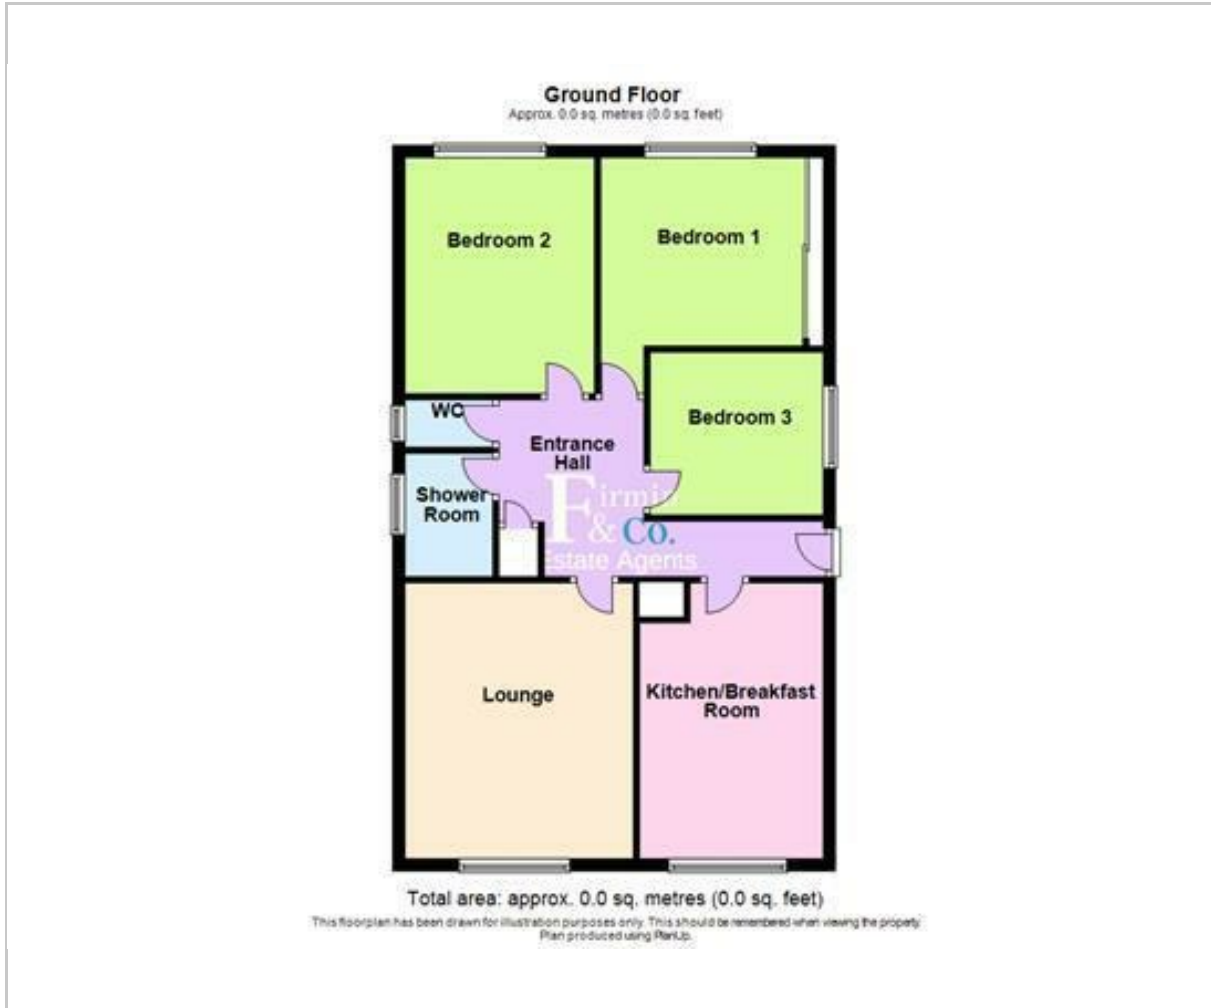 Ground Floor
Approx. 0.0 sq. metres (0.0 sq. feet)
Bedroom 2
Bedroom 1
WC
Bedroom 3
Entrance
Hall
Shower
Room
Firmin
& Co.
Estate Agents
Lounge
Kitchen/Breakfast
Room
Total area: approx. 0.0 sq. metres (0.0 sq. feet)
This floorplan has been drawn for illustration purposes only. This should be remembered when viewing the property.
Plan produced using PlanUp.